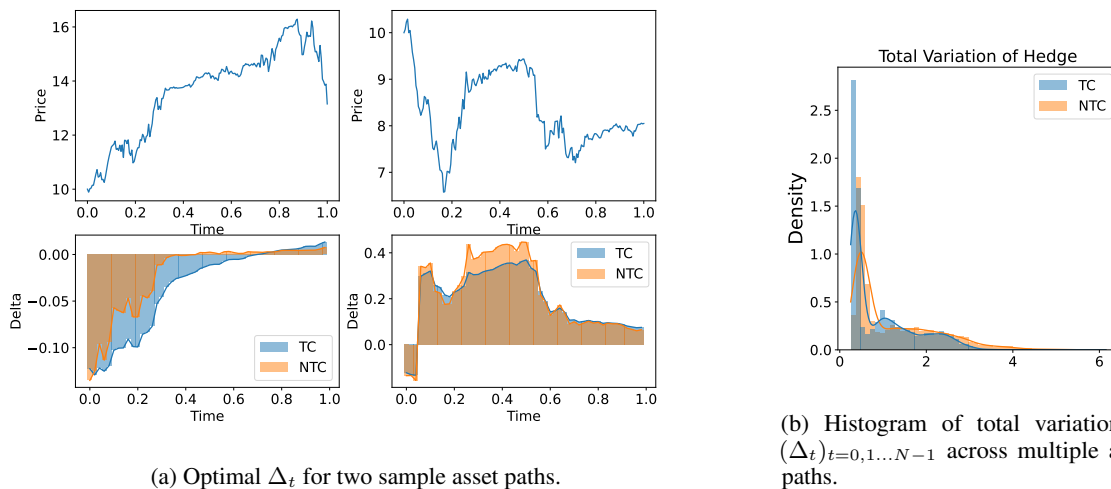 Price
16
14
12
10
0.0 0.2 0.4 0.6 0.8 1.0
Time
Price
10
9
8
7
0.0 0.2 0.4 0.6 0.8 1.0
Time
Delta
0.00
−0.05
−0.10
TC
NTC
0.0 0.2 0.4 0.6 0.8 1.0
Time
Delta
0.4
0.2
0.0
TC
NTC
0.0 0.2 0.4 0.6 0.8 1.0
Time
(a) Optimal Δt for two sample asset paths.
Total Variation of Hedge
Density
2.5
2.0
1.5
1.0
0.5
0.0
TC
NTC
0 2 4 6
(b) Histogram of total variation
(Δt)t=0,1...N−1 across multiple a
paths.